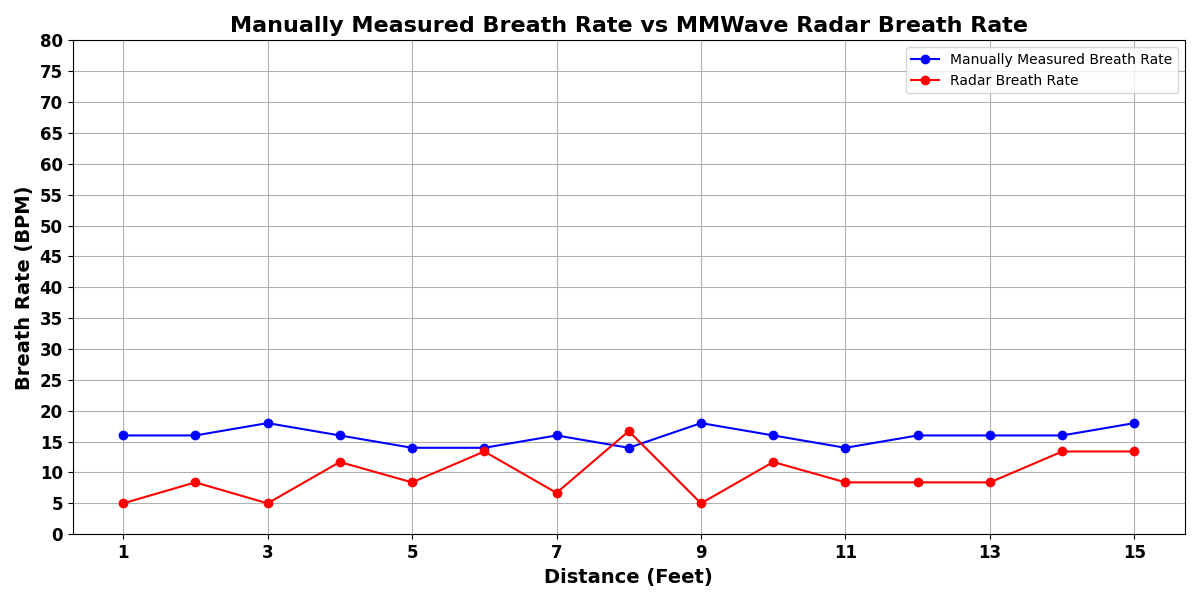 Manually Measured Breath Rate vs MMWave Radar Breath Rate
Manually Measured Breath Rate
Radar Breath Rate
Breath Rate (BPM)
80
75
70
65
60
55
50
45
40
35
30
25
20
15
10
5
0
1 3 5 7 9 11 13 15
Distance (Feet)